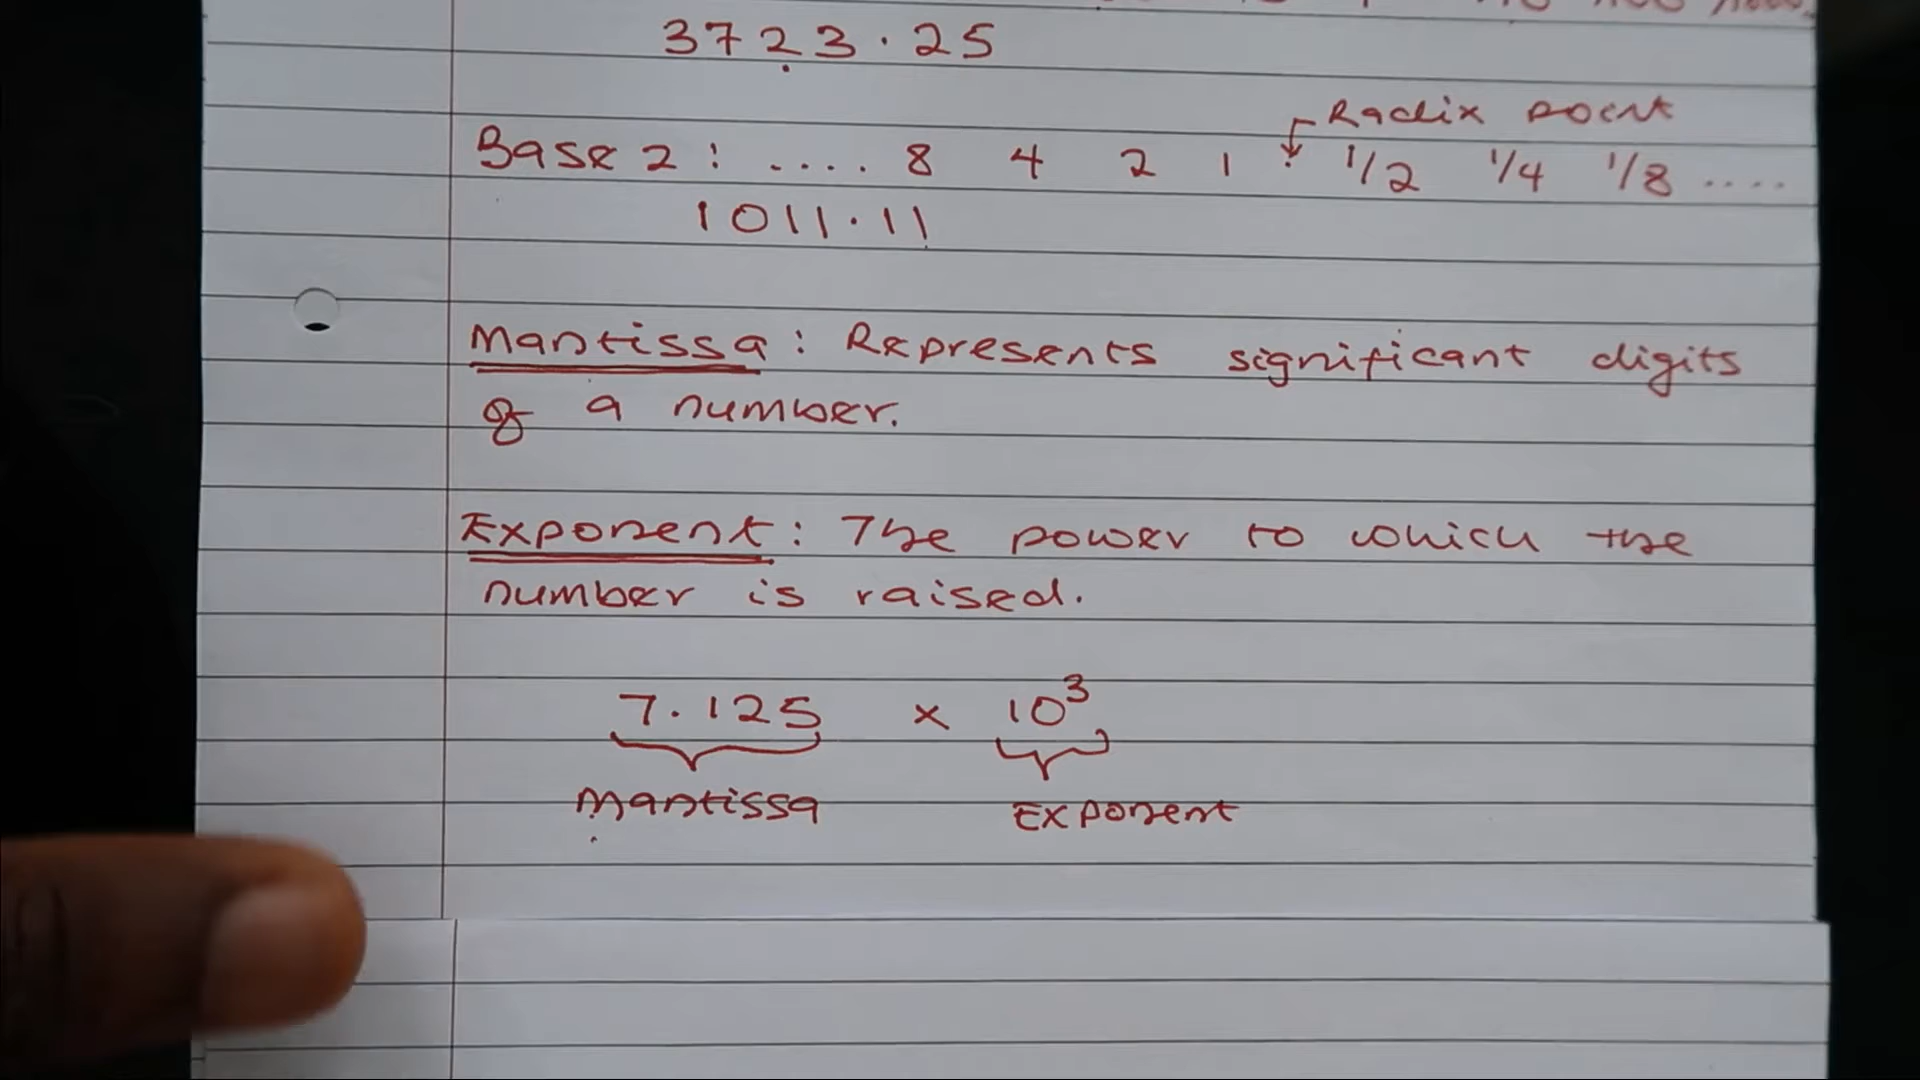 3723.25
Radix point
Base 2 : .... 8 4 2 1 . 1/2 1/4 1/8 ....
1011.11
Mantissa : Represents significant digits
of a number.
Exponent : The power to which the
number is raised.
7.125 x 10³
Mantissa Exponent